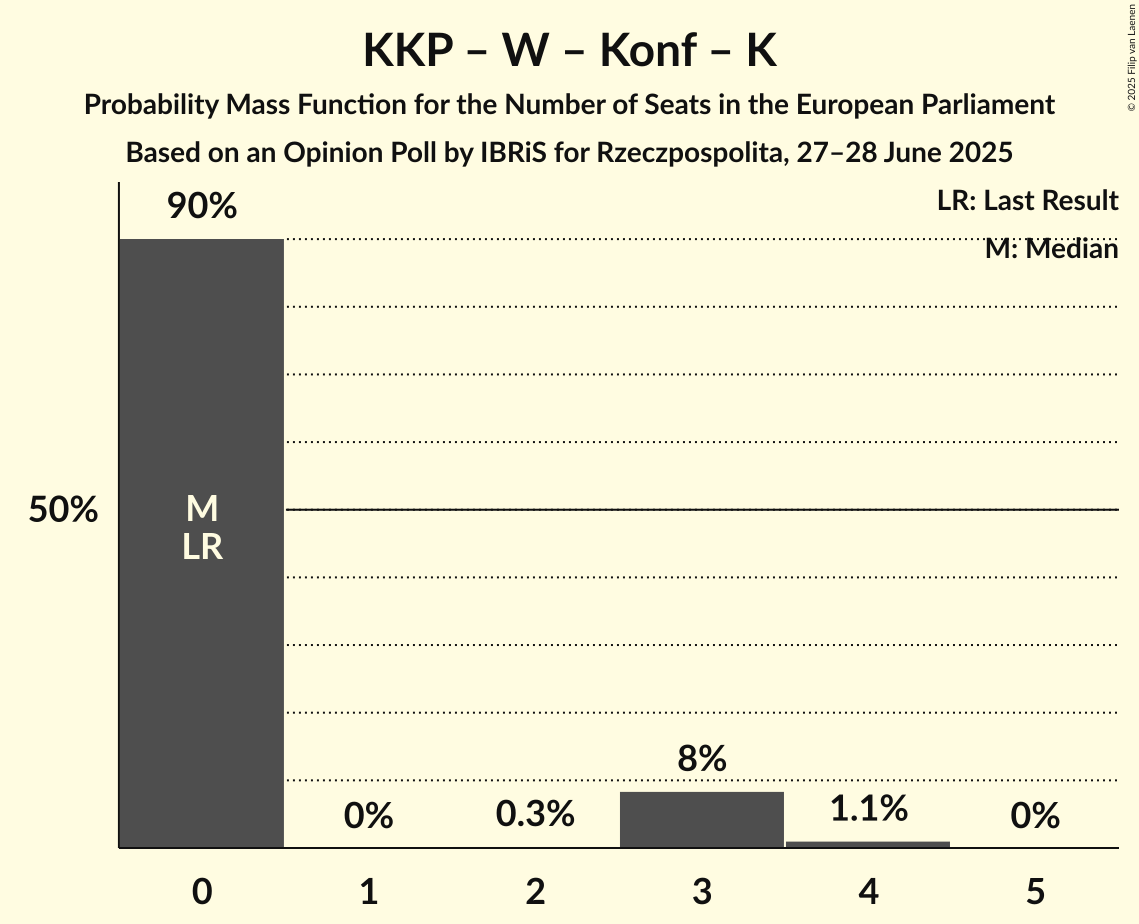 KKP – W – Konf – K
Probability Mass Function for the Number of Seats in the European Parliament
Based on an Opinion Poll by IBRiS for Rzeczpospolita, 27–28 June 2025
© 2025 Filip van Laenen
LR: Last Result
M: Median
90%
50%
M
LR
0%
0.3%
8%
1.1%
0%
0
1
2
3
4
5